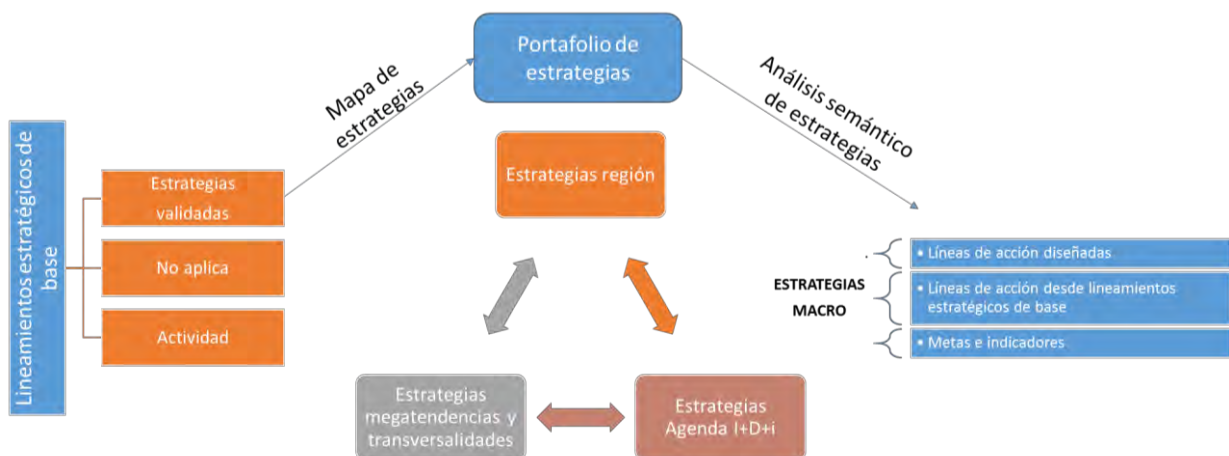 Lineamientos estratégicos de
base
Estrategias
validadas
No aplica
Actividad
Mapa de
estrategias
Portafolio de
estrategias
Análisis semántico
de estrategias
Estrategias región
Estrategias
megatendencias y
transversalidades
Estrategias
Agenda I+D+i
ESTRATEGIAS
MACRO
• Líneas de acción diseñadas
• Líneas de acción desde lineamientos
estratégicos de base
• Metas e indicadores